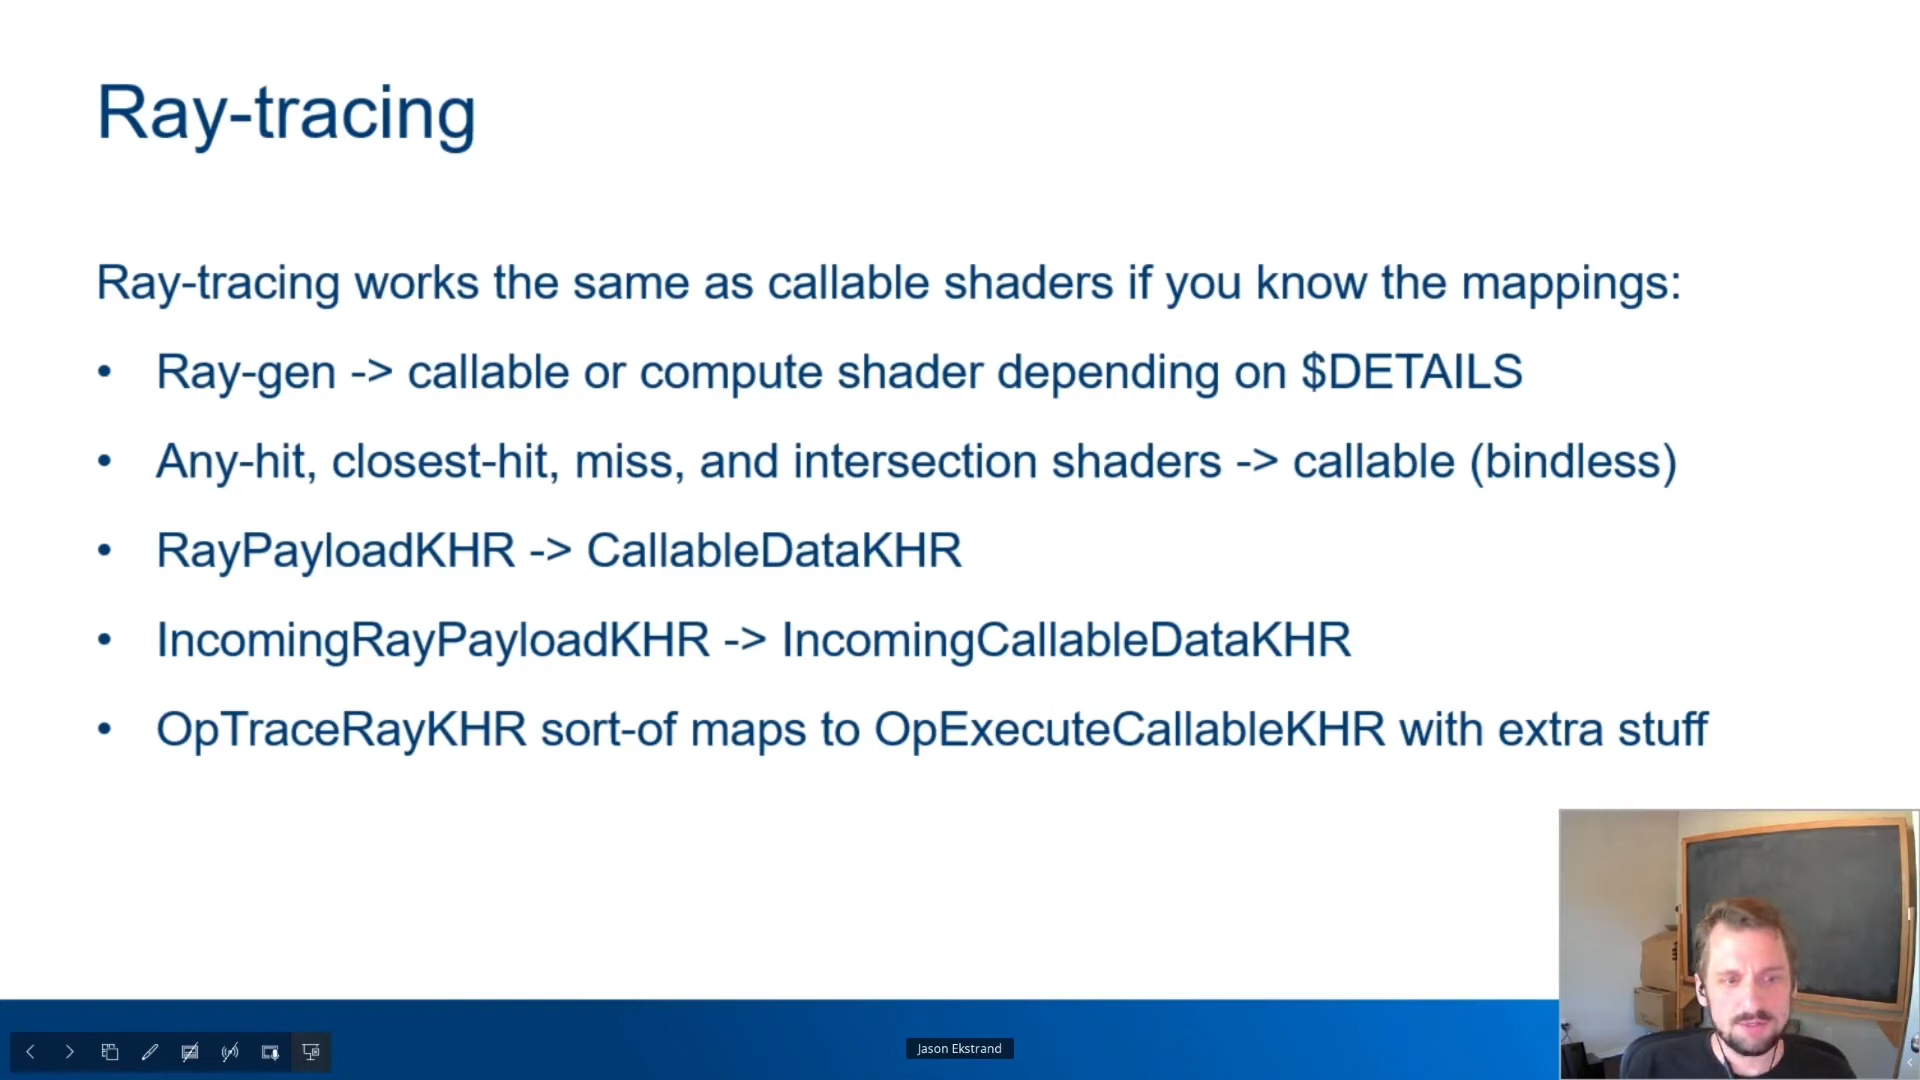 Ray-tracing
Ray-tracing works the same as callable shaders if you know the mappings:
• Ray-gen -> callable or compute shader depending on $DETAILS
• Any-hit, closest-hit, miss, and intersection shaders -> callable (bindless)
• RayPayloadKHR -> CallableDataKHR
• IncomingRayPayloadKHR -> IncomingCallableDataKHR
• OpTraceRayKHR sort-of maps to OpExecuteCallableKHR with extra stuff
Jason Ekstrand